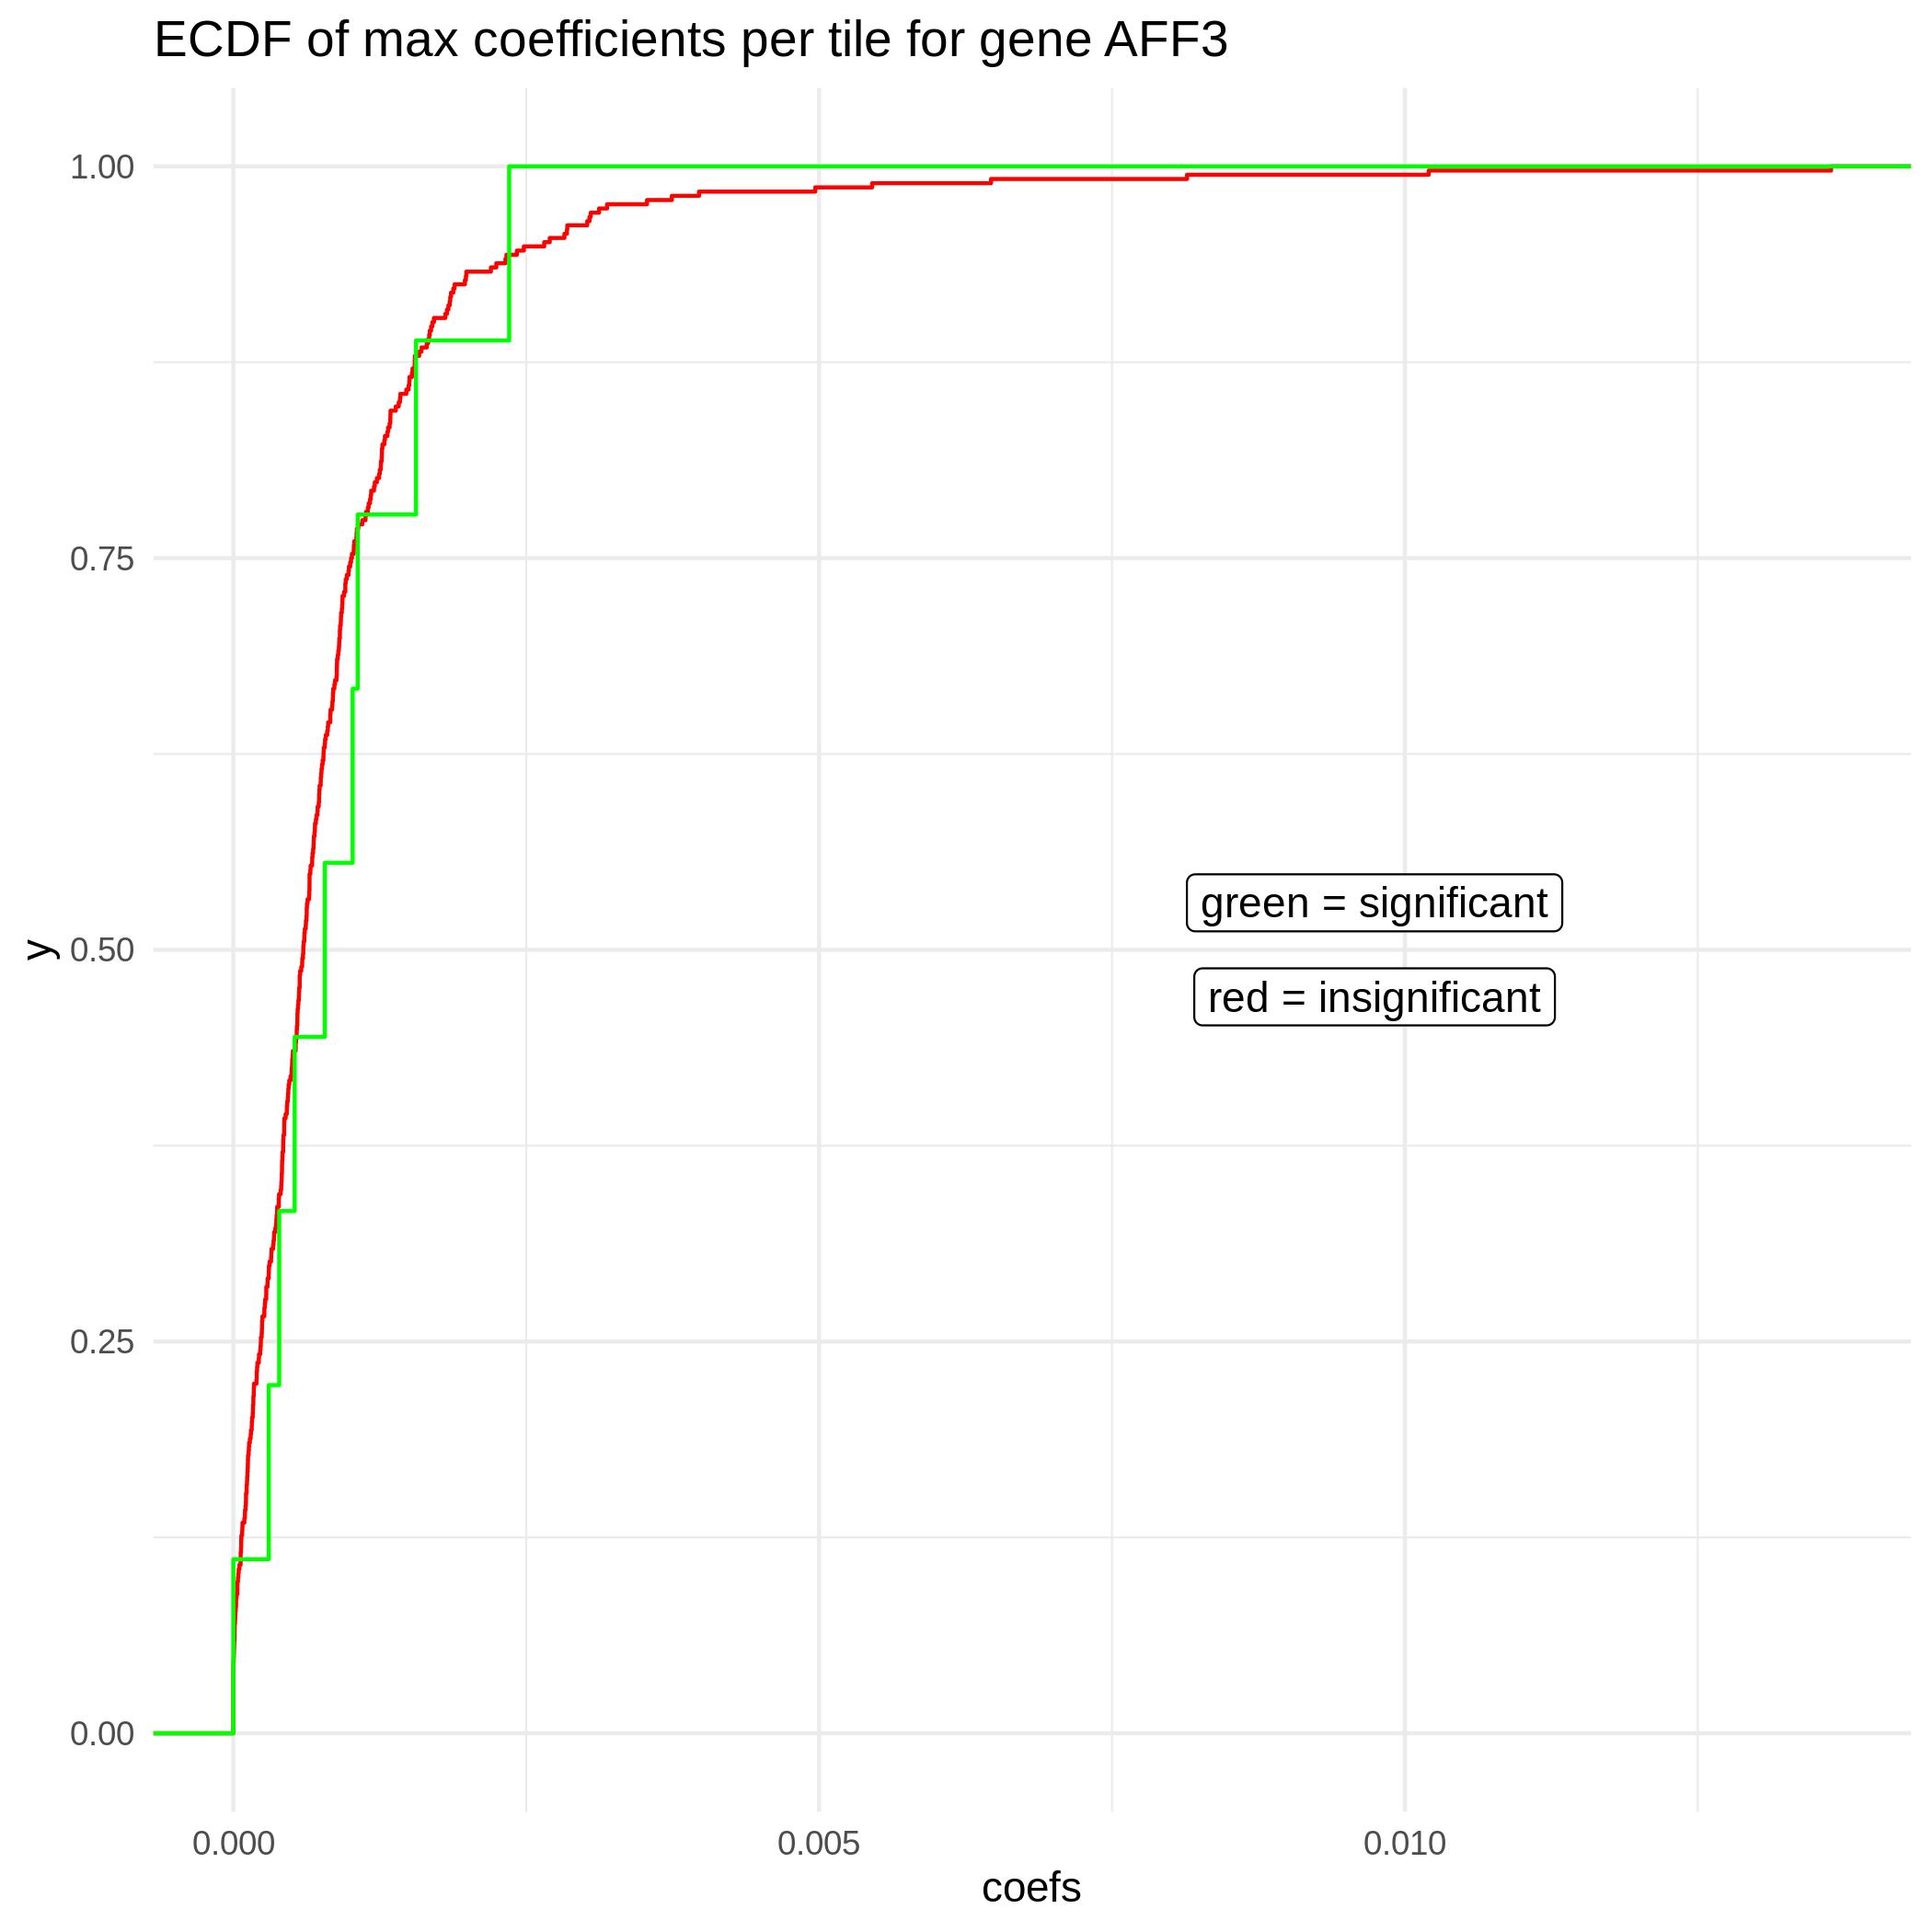 ECDF of max coefficients per tile for gene AFF3
1.00
0.75
0.50
0.25
0.00
y
green = significant
red = insignificant
0.000
0.005
0.010
coefs